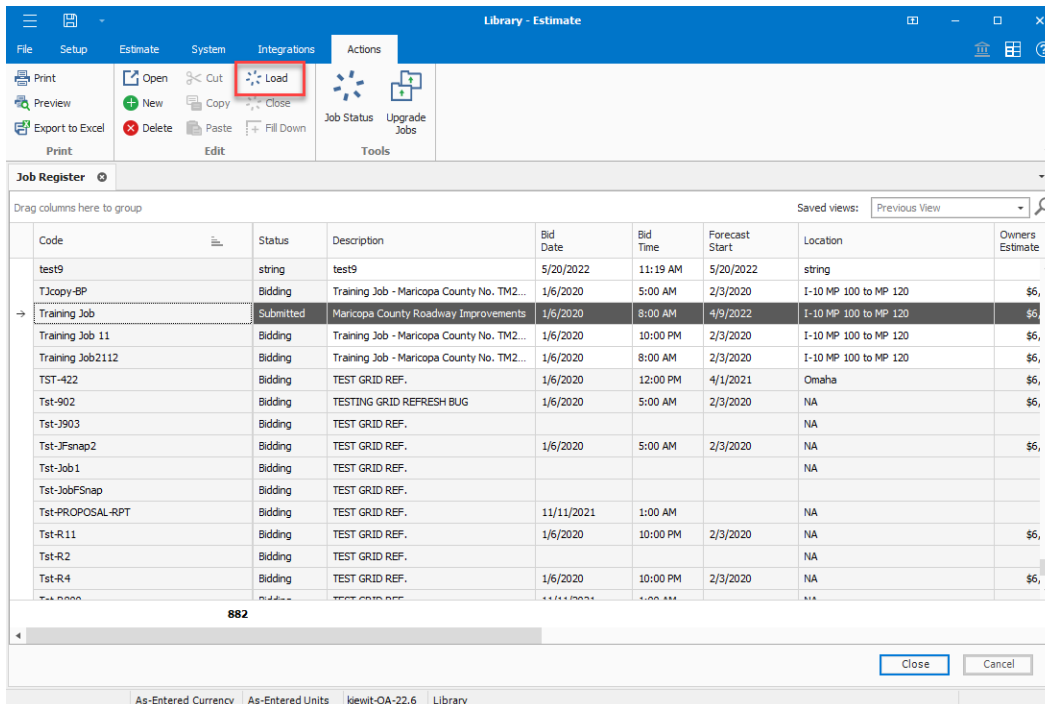 Library - Estimate
File Setup Estimate System Integrations Actions
Print Open Cut Load
Preview New Copy Close
Export to Excel Delete Paste Fill Down
Job Status Upgrade Jobs
Print Edit Tools
Job Register
Drag columns here to group Saved views: Previous View
Code Status Description Bid Date Bid Time Forecast Start Location Owners Estimate
test9 string test9 5/20/2022 11:19 AM 5/20/2022 string
TJcopy-BP Bidding Training Job - Maricopa County No. TM2... 1/6/2020 5:00 AM 2/3/2020 I-10 MP 100 to MP 120 $6,
Training Job Submitted Maricopa County Roadway Improvements 1/6/2020 8:00 AM 4/9/2022 I-10 MP 100 to MP 120 $6,
Training Job 11 Bidding Training Job - Maricopa County No. TM2... 1/6/2020 10:00 PM 2/3/2020 I-10 MP 100 to MP 120 $6,
Training Job2112 Bidding Training Job - Maricopa County No. TM2... 1/6/2020 8:00 AM 2/3/2020 I-10 MP 100 to MP 120 $6,
TST-422 Bidding TEST GRID REF. 1/6/2020 12:00 PM 4/1/2021 Omaha $6,
Tst-902 Bidding TESTING GRID REFRESH BUG 1/6/2020 5:00 AM 2/3/2020 NA $6,
Tst-J903 Bidding TEST GRID REF. NA
Tst-JFsnap2 Bidding TEST GRID REF. 1/6/2020 5:00 AM 2/3/2020 NA $6,
Tst-Job1 Bidding TEST GRID REF. NA
Tst-JobFSnap Bidding TEST GRID REF.
Tst-PROPOSAL-RPT Bidding TEST GRID REF. 11/11/2021 1:00 AM NA
Tst-R11 Bidding TEST GRID REF. 1/6/2020 10:00 PM 2/3/2020 NA $6,
Tst-R2 Bidding TEST GRID REF. NA
Tst-R4 Bidding TEST GRID REF. 1/6/2020 10:00 PM 2/3/2020 NA $6,
Bidding TEST GRID REF. 11/11/2021 1:00 AM NA
882
Close Cancel
As-Entered Currency As-Entered Units kiewit-OA-22.6 Library